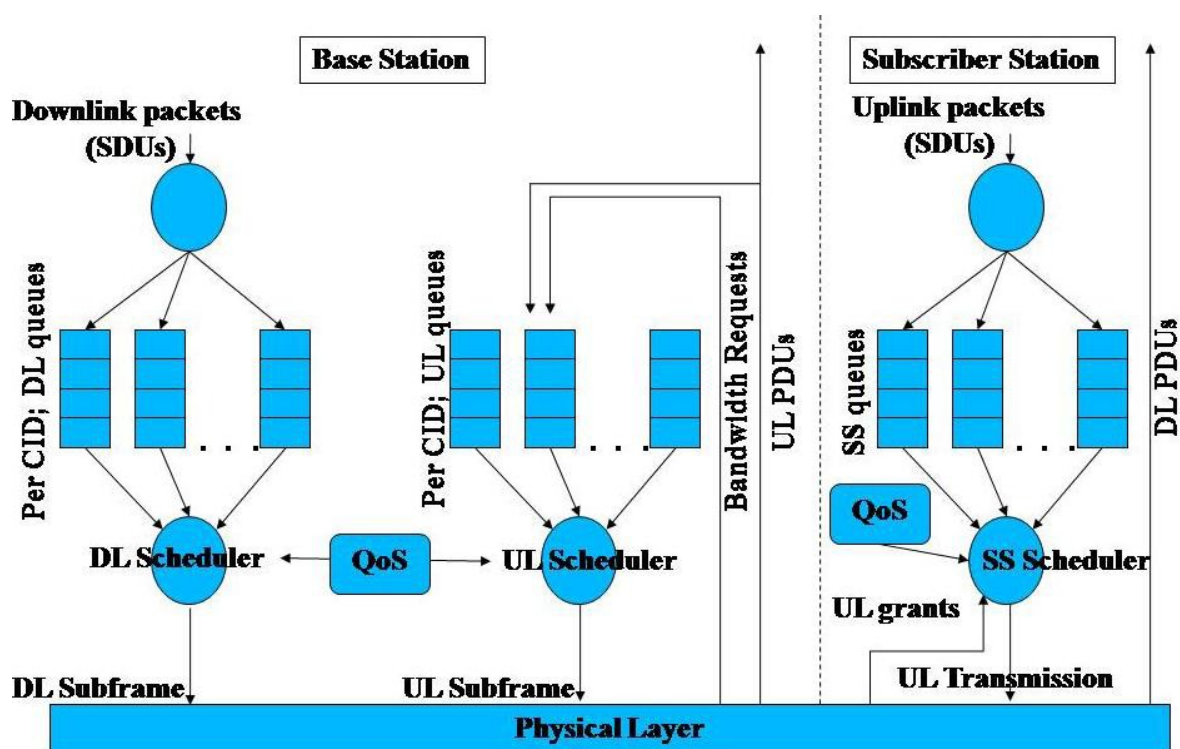 Base Station
Subscriber Station
Downlink packets
(SDUs)
Uplink packets
(SDUs)
Per CID; DL queues
Per CID; UL queues
Bandwidth Requests
UL PDUs
SS queues
DL PDUs
. . .
. . .
. . .
DL Scheduler
QoS
UL Scheduler
QoS
SS Scheduler
UL grants
DL Subframe
UL Subframe
UL Transmission
Physical Layer